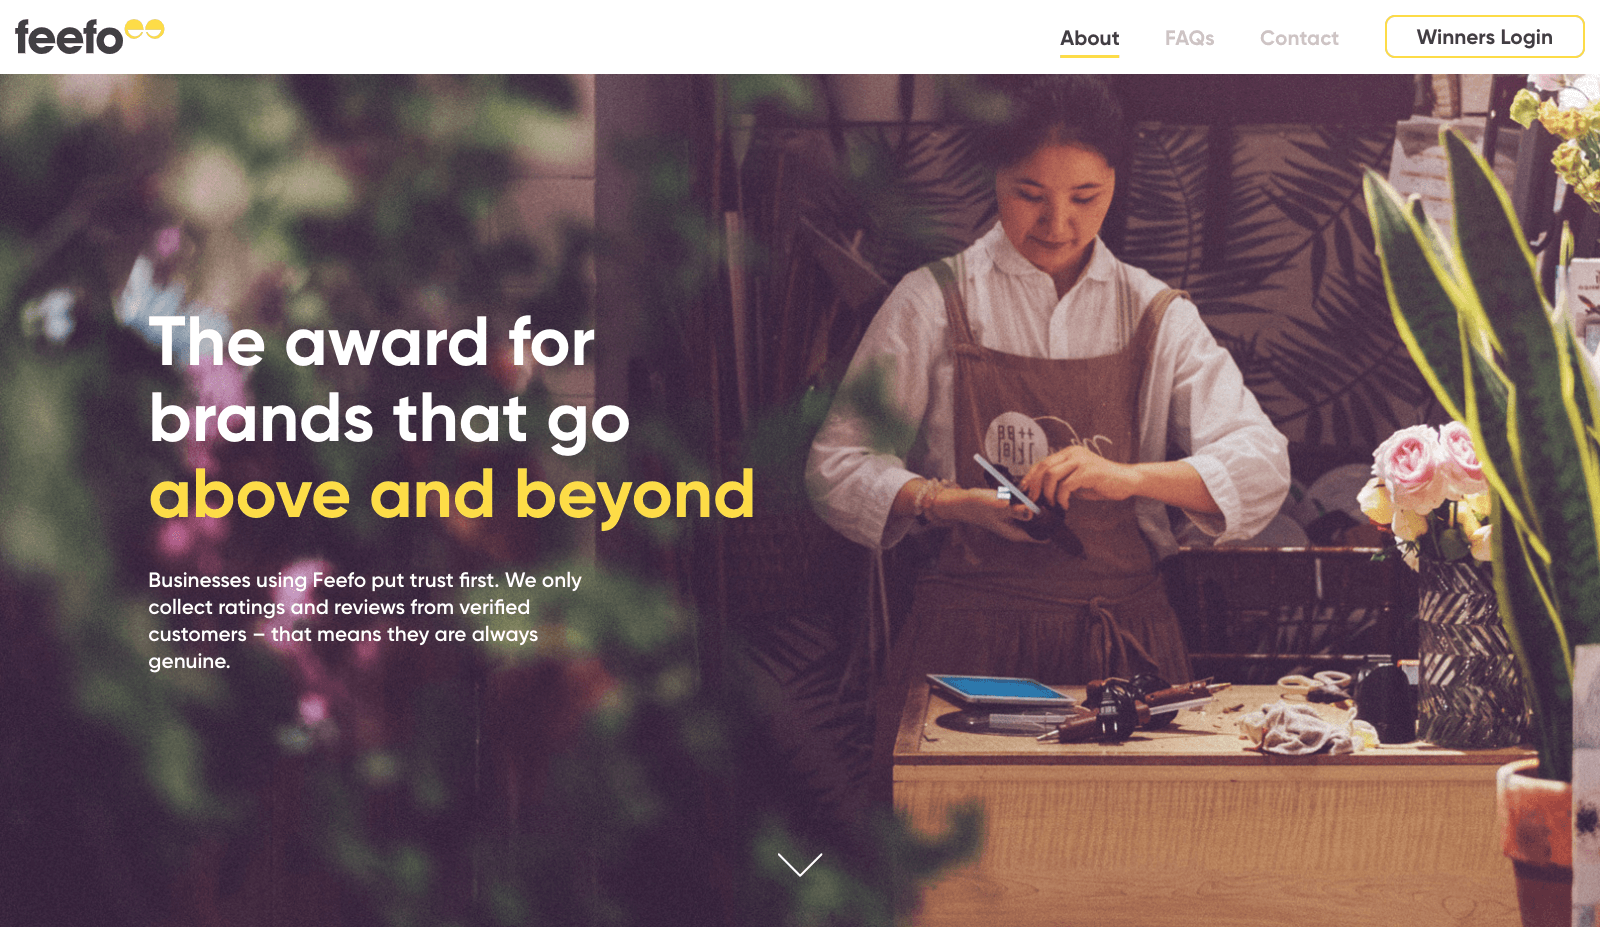 feefo
About
FAQs
Contact
Winners Login
The award for
brands that go
above and beyond
Businesses using Feefo put trust first. We only
collect ratings and reviews from verified
customers – that means they are always
genuine.